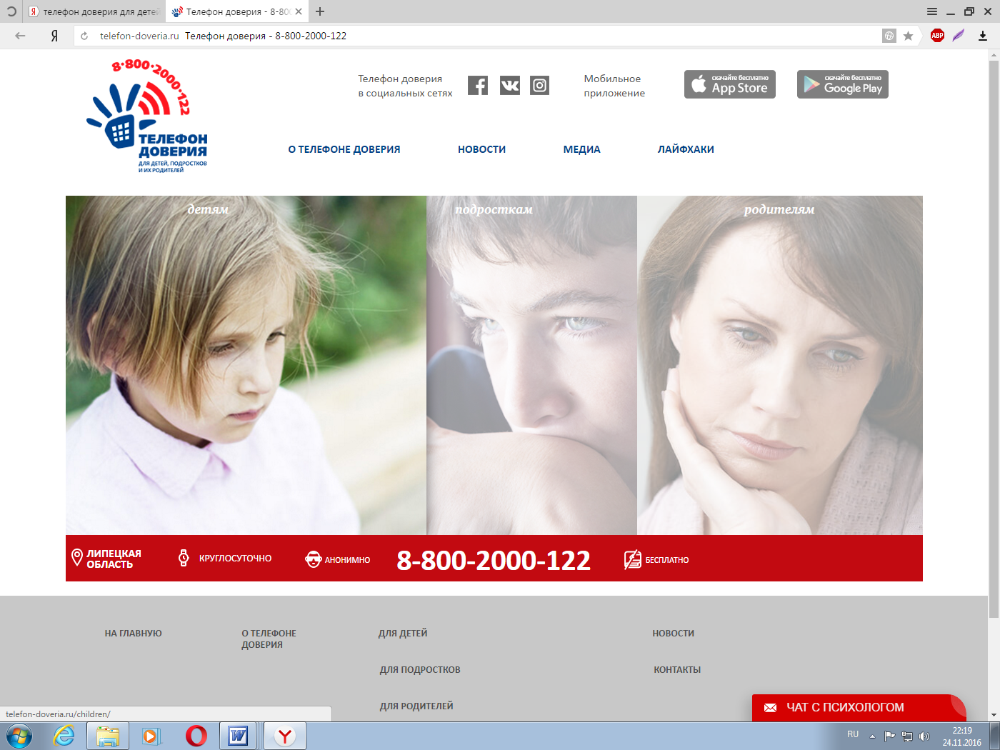 телефон доверия для детей
Телефон доверия - 8-800
telefon-doveria.ru Телефон доверия - 8-800-2000-122
ABP
8·800·2000·122
ТЕЛЕФОН
ДОВЕРИЯ
ДЛЯ ДЕТЕЙ, ПОДРОСТКОВ
И ИХ РОДИТЕЛЕЙ
Телефон доверия
в социальных сетях
Мобильное
приложение
скачайте бесплатно
App Store
скачайте бесплатно
Google Play
О ТЕЛЕФОНЕ ДОВЕРИЯ
НОВОСТИ
МЕДИА
ЛАЙФХАКИ
детям
подросткам
родителям
ЛИПЕЦКАЯ
ОБЛАСТЬ
КРУГЛОСУТОЧНО
АНОНИМНО
8-800-2000-122
БЕСПЛАТНО
НА ГЛАВНУЮ
О ТЕЛЕФОНЕ
ДОВЕРИЯ
ДЛЯ ДЕТЕЙ
НОВОСТИ
ДЛЯ ПОДРОСТКОВ
КОНТАКТЫ
ДЛЯ РОДИТЕЛЕЙ
ЧАТ С ПСИХОЛОГОМ
telefon-doveria.ru/children/
RU
22:19
24.11.2016